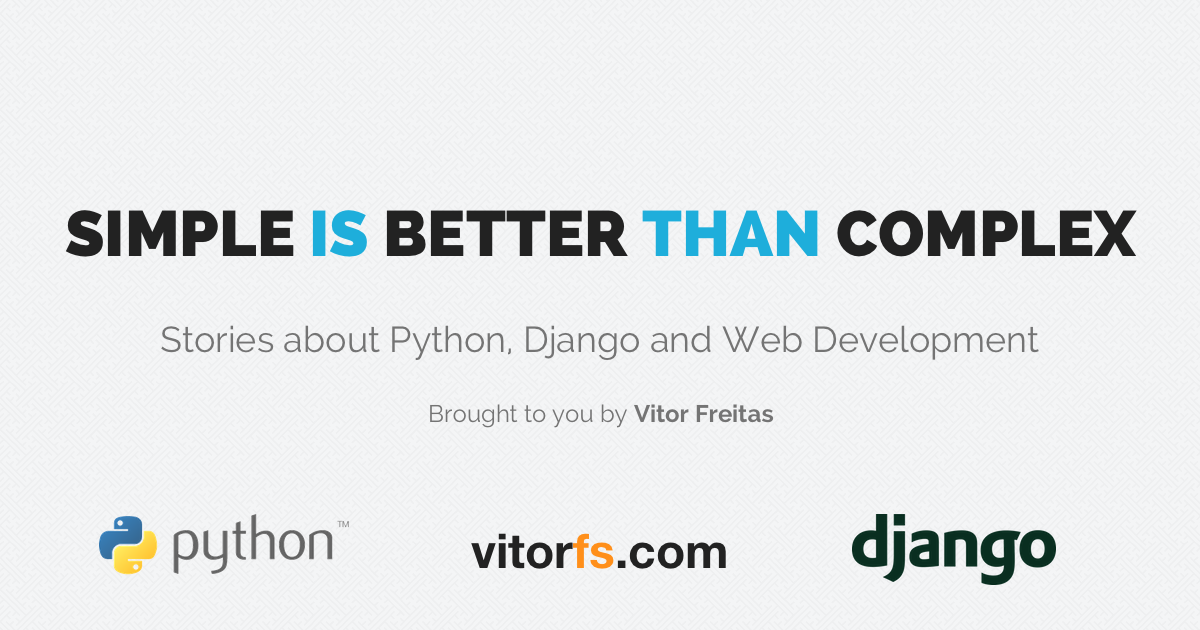 SIMPLE IS BETTER THAN COMPLEX
Stories about Python, Django and Web Development
Brought to you by Vitor Freitas
python™
vitorfs.com
django